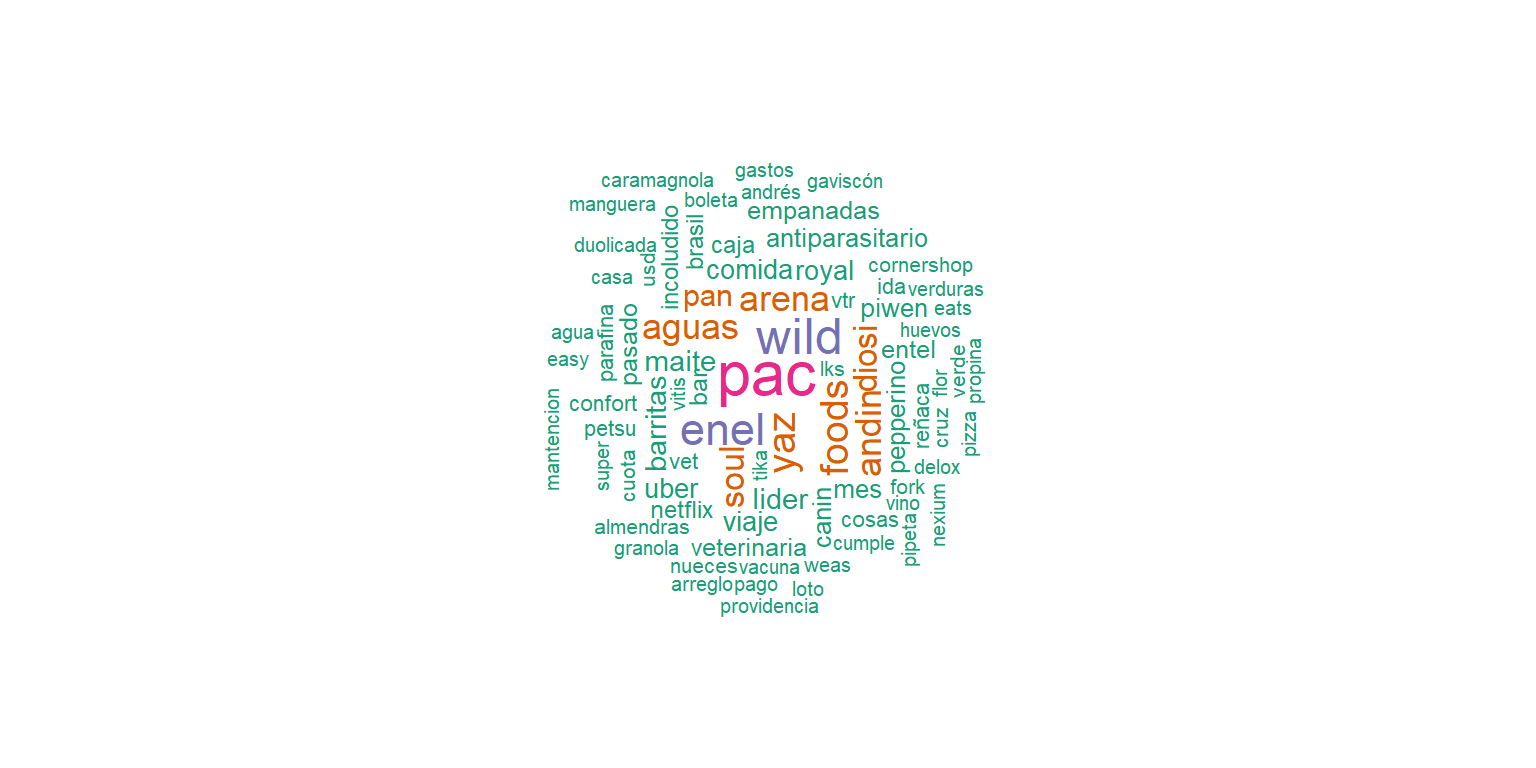 gastos
caramagnola
gaviscón
andrés
boleta
manguera
empanadas
incoludido
brasil
antiparasitario
duolicada
caja
cornershop
usda
comida
royal
casa
ida
verduras
pan
arena
vtr
piwen
eats
parafina
pasado
aguas
wild
diosi
huevos
agua
entel
verde
propina
easy
maite
pac
lks
flor
confort
barritas
vitis
bar
foods
andin
pepperino
reñaca
cruz
pizza
mantencion
petsu
enel
yaz
super
cuota
vet
soul
tika
delox
uber
lider
mes
fork
vino
nexium
netflix
viaje
canin
cosas
pipeta
almendras
granola
veterinaria
cumple
nueces
vacuna
weas
arreglo
pago
loto
providencia